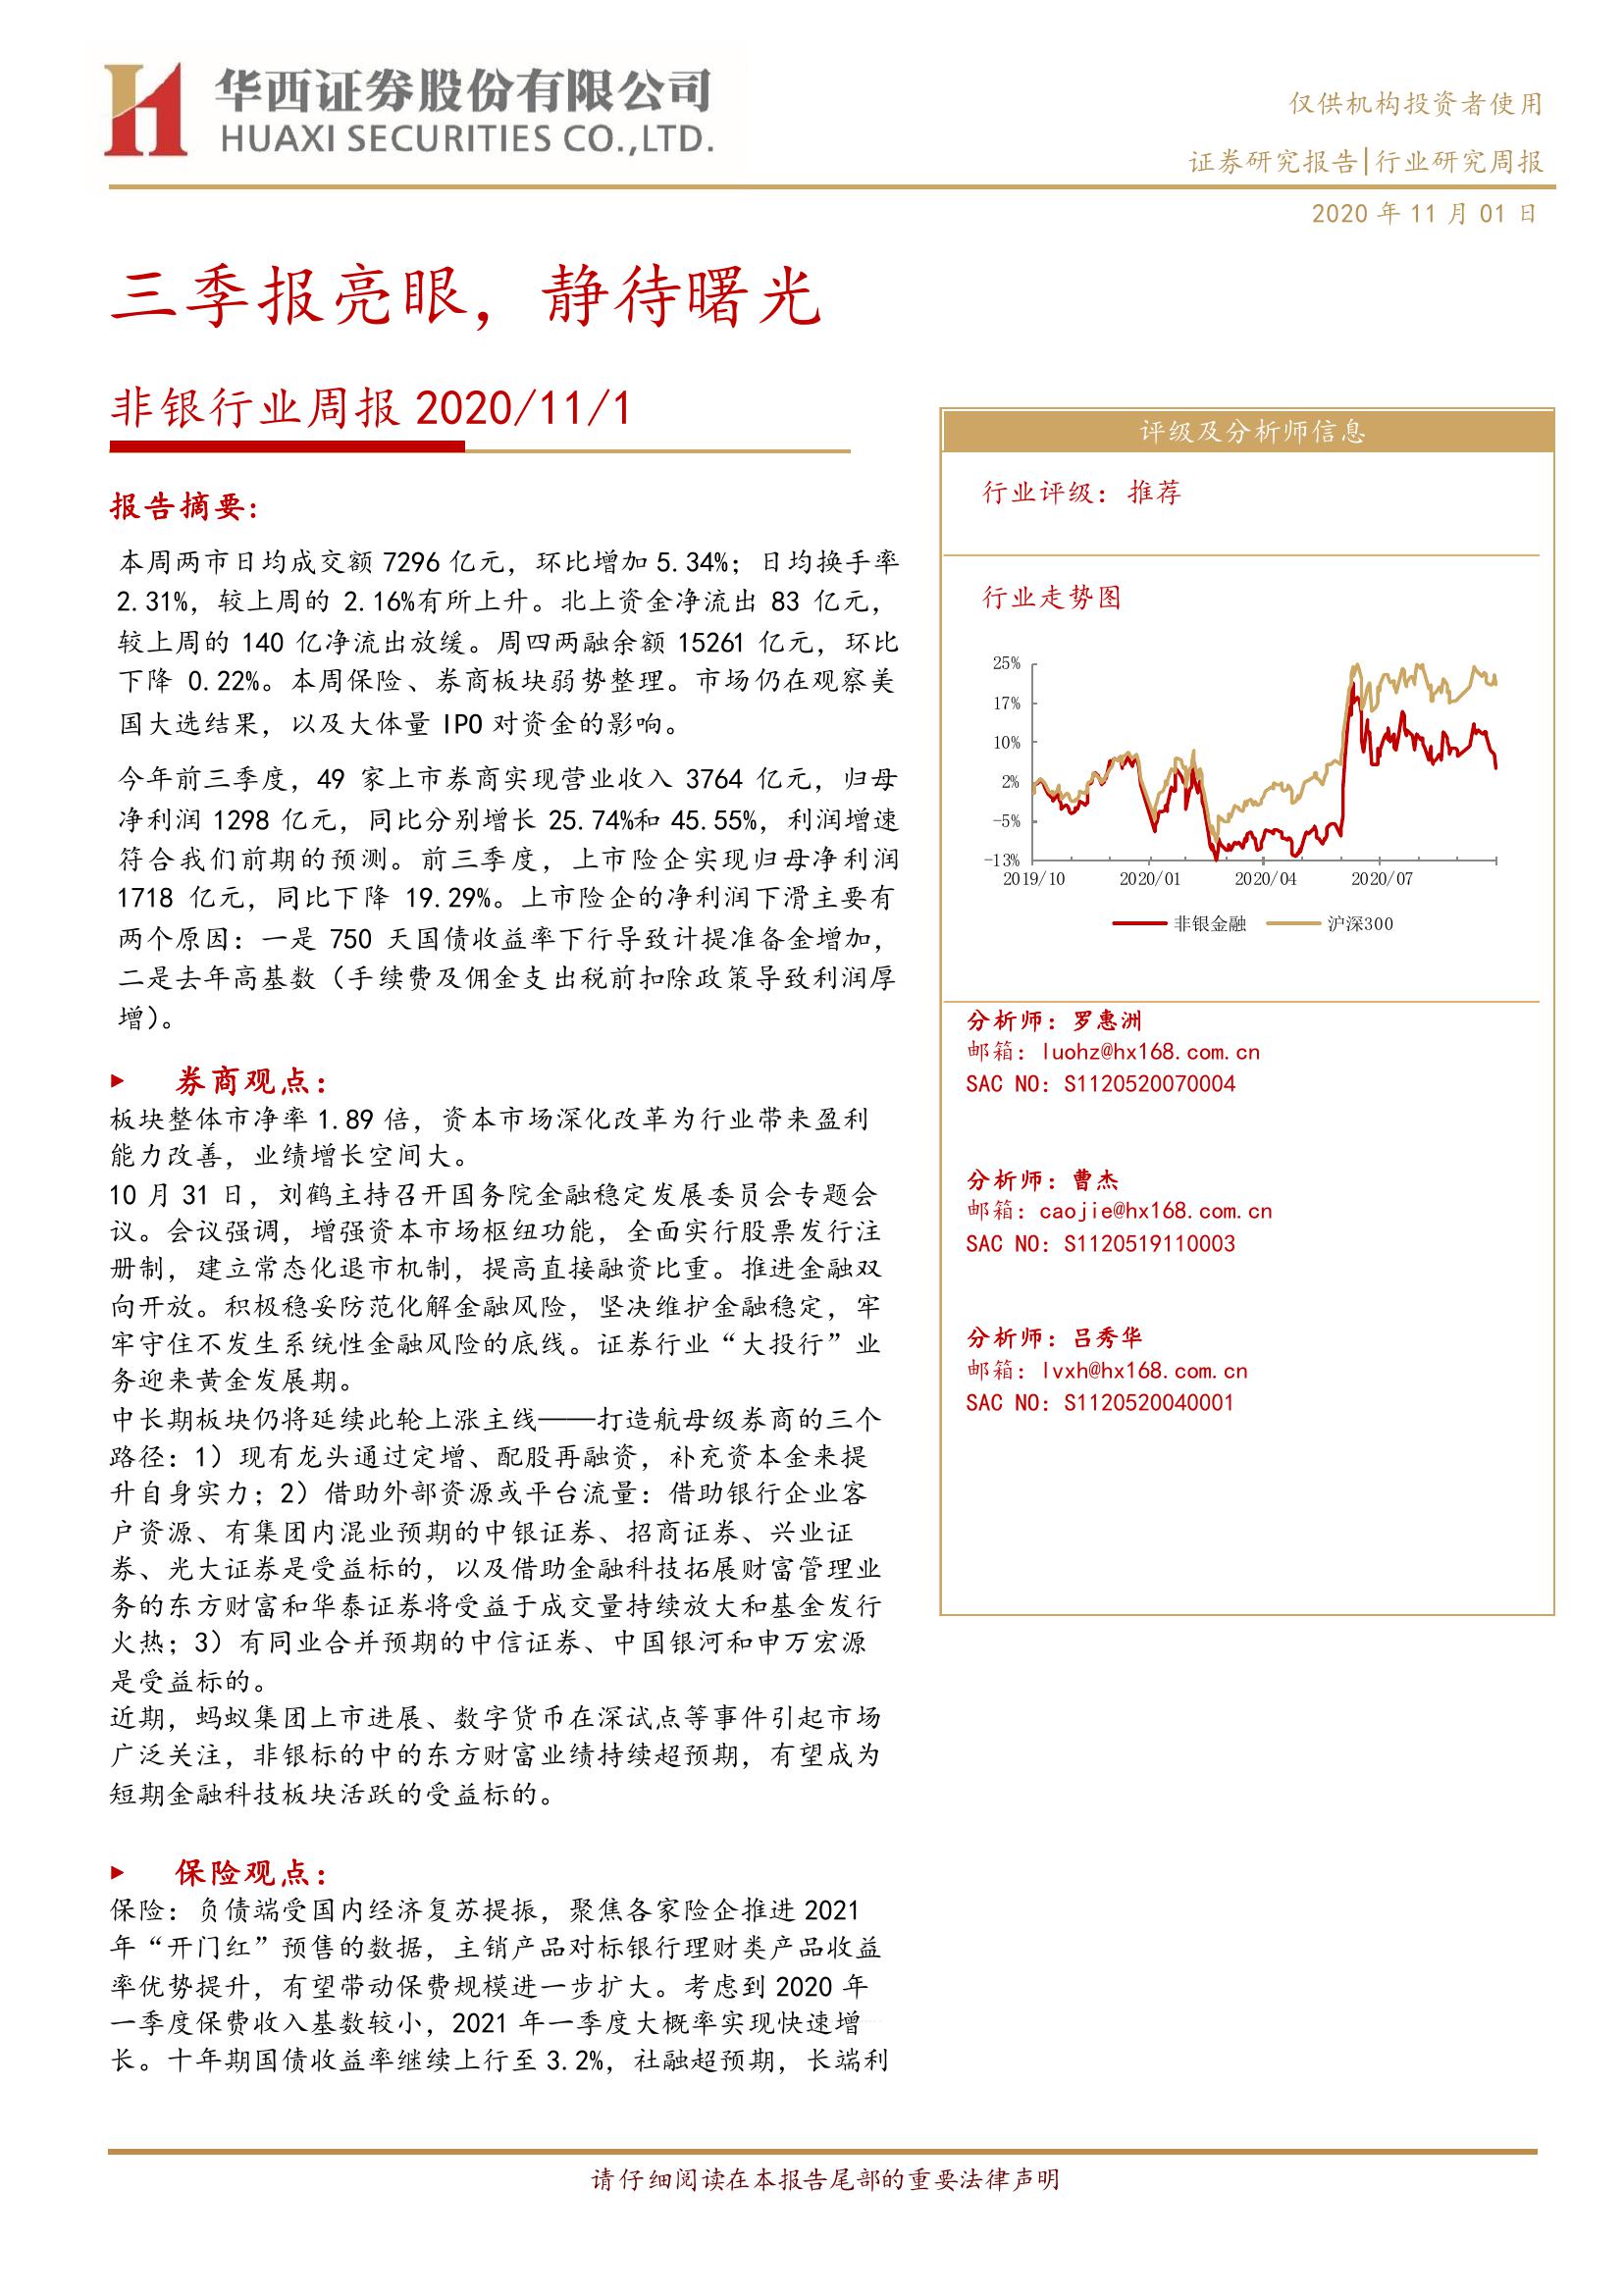 华西证券股份有限公司
HUAXI SECURITIES CO.,LTD.
仅供机构投资者使用
证券研究报告|行业研究周报
2020 年 11 月 01 日
三季报亮眼，静待曙光
非银行业周报 2020/11/1
报告摘要:
本周两市日均成交额 7296 亿元，环比增加 5.34%；日均换手率
2.31%，较上周的 2.16%有所上升。北上资金净流出 83 亿元，
较上周的 140 亿净流出放缓。周四两融余额 15261 亿元，环比
下降 0.22%。本周保险、券商板块弱势整理。市场仍在观察美
国大选结果，以及大体量 IPO 对资金的影响。
今年前三季度，49 家上市券商实现营业收入 3764 亿元，归母
净利润 1298 亿元，同比分别增长 25.74%和 45.55%，利润增速
符合我们前期的预测。前三季度，上市险企实现归母净利润
1718 亿元，同比下降 19.29%。上市险企的净利润下滑主要有
两个原因：一是 750 天国债收益率下行导致计提准备金增加，
二是去年高基数（手续费及佣金支出税前扣除政策导致利润厚
增）。
► 券商观点：
板块整体市净率 1.89 倍，资本市场深化改革为行业带来盈利
能力改善，业绩增长空间大。
10 月 31 日，刘鹤主持召开国务院金融稳定发展委员会专题会
议。会议强调，增强资本市场枢纽功能，全面实行股票发行注
册制，建立常态化退市机制，提高直接融资比重。推进金融双
向开放。积极稳妥防范化解金融风险，坚决维护金融稳定，牢
牢守住不发生系统性金融风险的底线。证券行业“大投行”业
务迎来黄金发展期。
中长期板块仍将延续此轮上涨主线——打造航母级券商的三个
路径：1）现有龙头通过定增、配股再融资，补充资本金来提
升自身实力；2）借助外部资源或平台流量：借助银行企业客
户资源、有集团内混业预期的中银证券、招商证券、兴业证
券、光大证券是受益标的，以及借助金融科技拓展财富管理业
务的东方财富和华泰证券将受益于成交量持续放大和基金发行
火热；3）有同业合并预期的中信证券、中国银河和申万宏源
是受益标的。
近期，蚂蚁集团上市进展、数字货币在深试点等事件引起市场
广泛关注，非银标的中的东方财富业绩持续超预期，有望成为
短期金融科技板块活跃的受益标的。
► 保险观点：
保险：负债端受国内经济复苏提振，聚焦各家险企推进 2021
年“开门红”预售的数据，主销产品对标银行理财类产品收益
率优势提升，有望带动保费规模进一步扩大。考虑到 2020 年
一季度保费收入基数较小，2021 年一季度大概率实现快速增
长。十年期国债收益率继续上行至 3.2%，社融超预期，长端利
评级及分析师信息
行业评级： 推荐
行业走势图
25%
17%
10%
2%
-5%
-13%
2019/10 2020/01 2020/04 2020/07
非银金融 沪深300
分析师：罗惠洲
邮箱：luohz@hx168.com.cn
SAC NO：S1120520070004
分析师：曹杰
邮箱：caojie@hx168.com.cn
SAC NO：S1120519110003
分析师：吕秀华
邮箱：lvxh@hx168.com.cn
SAC NO：S1120520040001
请仔细阅读在本报告尾部的重要法律声明